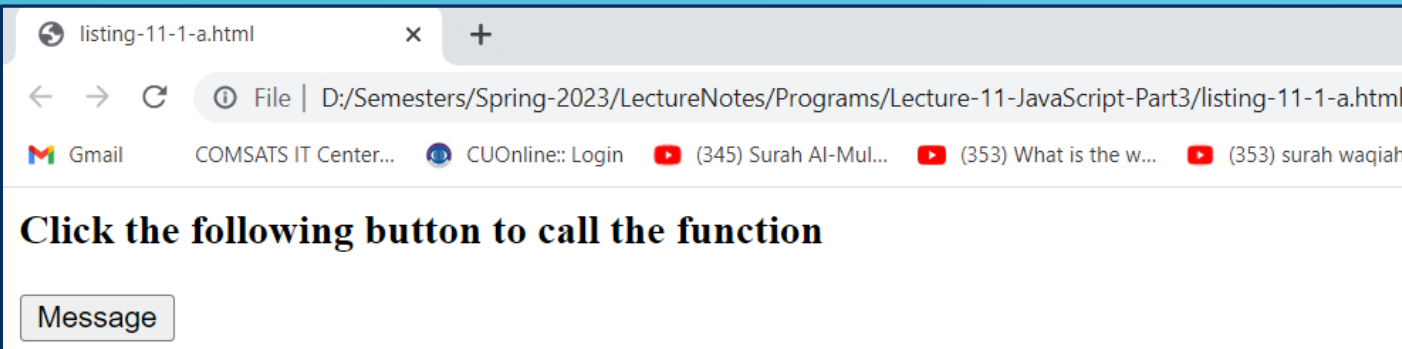 listing-11-1-a.html
File | D:/Semesters/Spring-2023/LectureNotes/Programs/Lecture-11-JavaScript-Part3/listing-11-1-a.html
Gmail COMSATS IT Center... CUOnline:: Login (345) Surah Al-Mul... (353) What is the w... (353) surah waqiah
Click the following button to call the function
Message